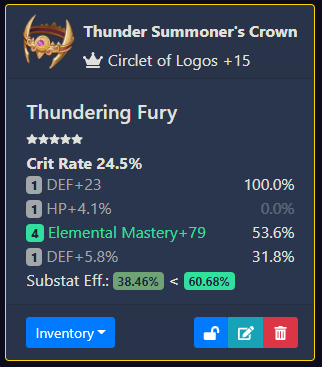 Thunder Summoner's Crown
Circlet of Logos +15
Thundering Fury
Crit Rate 24.5%
1 DEF+23 100.0%
1 HP+4.1% 0.0%
4 Elemental Mastery+79 53.6%
1 DEF+5.8% 31.8%
Substat Eff.: 38.46% < 60.68%
Inventory